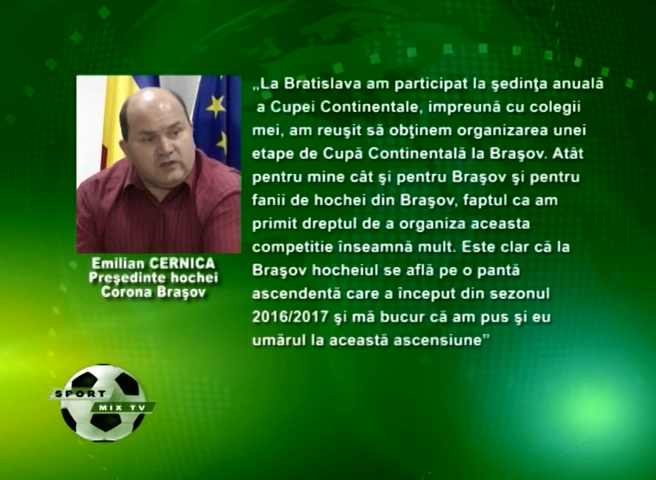 „La Bratislava am participat la şedinţa anuală
a Cupei Continentale, impreună cu colegii
mei, am reuşit să obţinem organizarea unei
etape de Cupă Continentală la Braşov. Atât
pentru mine cât şi pentru Braşov şi pentru
fanii de hochei din Braşov, faptul ca am
primit dreptul de a organiza aceasta
competitie înseamnă mult. Este clar că la
Braşov hocheiul se află pe o pantă
ascendentă care a început din sezonul
2016/2017 şi mă bucur că am pus şi eu
umărul la această ascensiune”
Emilian CERNICA
Preşedinte hochei
Corona Braşov
SPORT
MIX TV